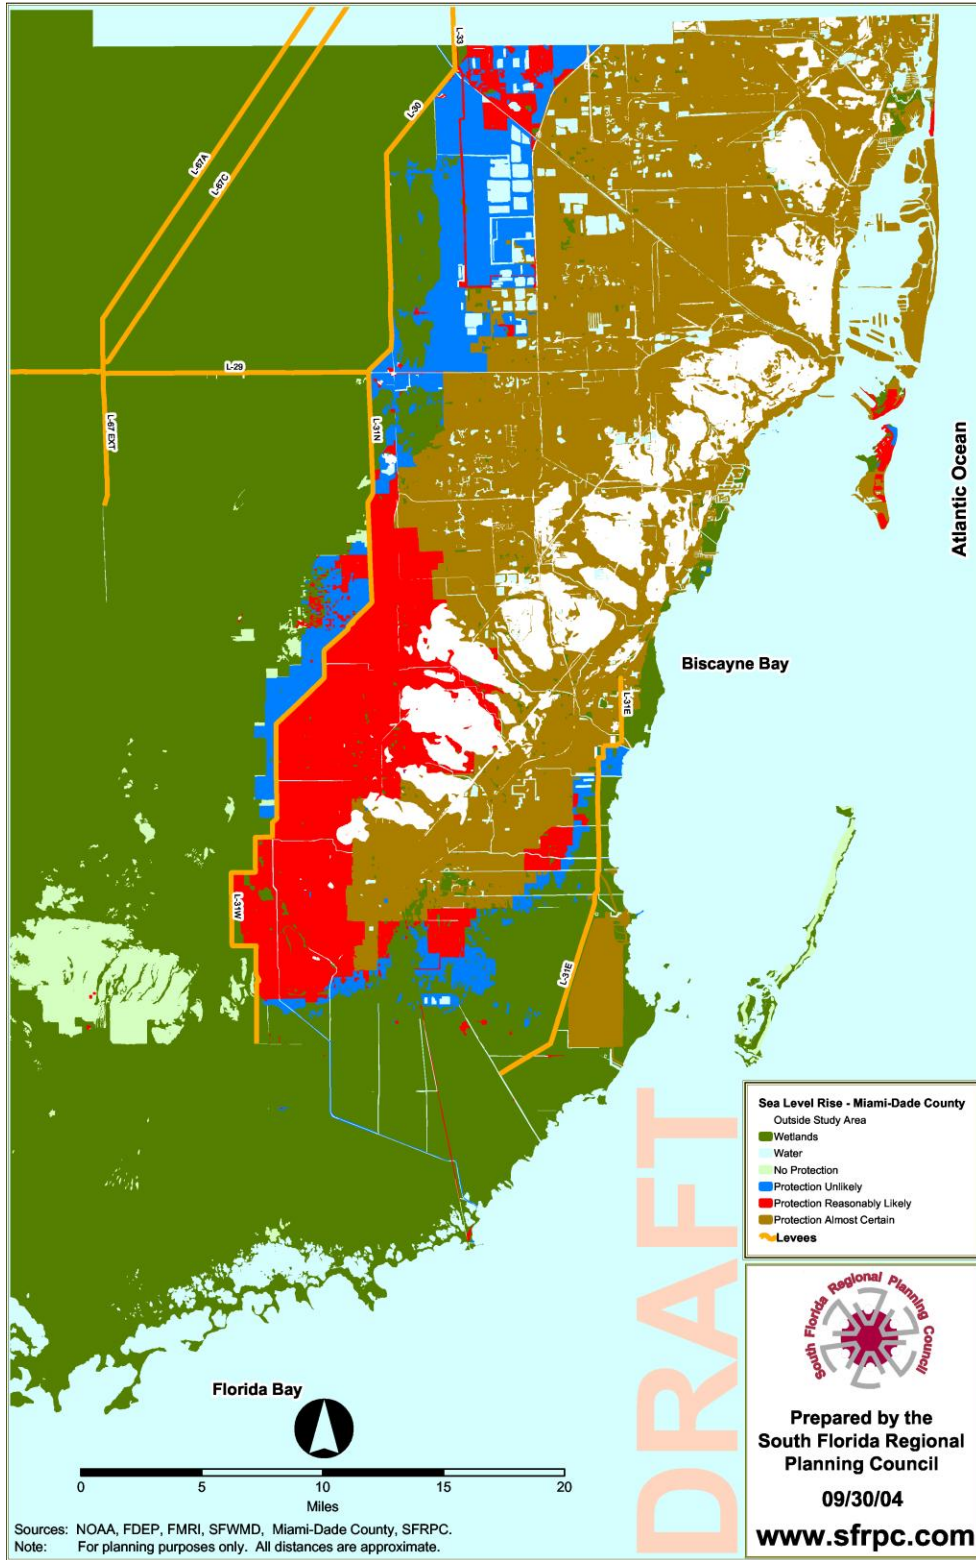 L-33
L-30
L-67A
L-67C
L-29
L-67 EXT
L-31N
Atlantic Ocean
Biscayne Bay
L-31E
L-31W
L-31E
Florida Bay
0 5 10 15 20
Miles
Sources: NOAA, FDEP, FMRI, SFWMD, Miami-Dade County, SFRPC.
Note: For planning purposes only. All distances are approximate.
DRAFT
Sea Level Rise - Miami-Dade County
Outside Study Area
Wetlands
Water
No Protection
Protection Unlikely
Protection Reasonably Likely
Protection Almost Certain
Levees
South Florida Regional Planning Council
Prepared by the
South Florida Regional
Planning Council
09/30/04
www.sfrpc.com